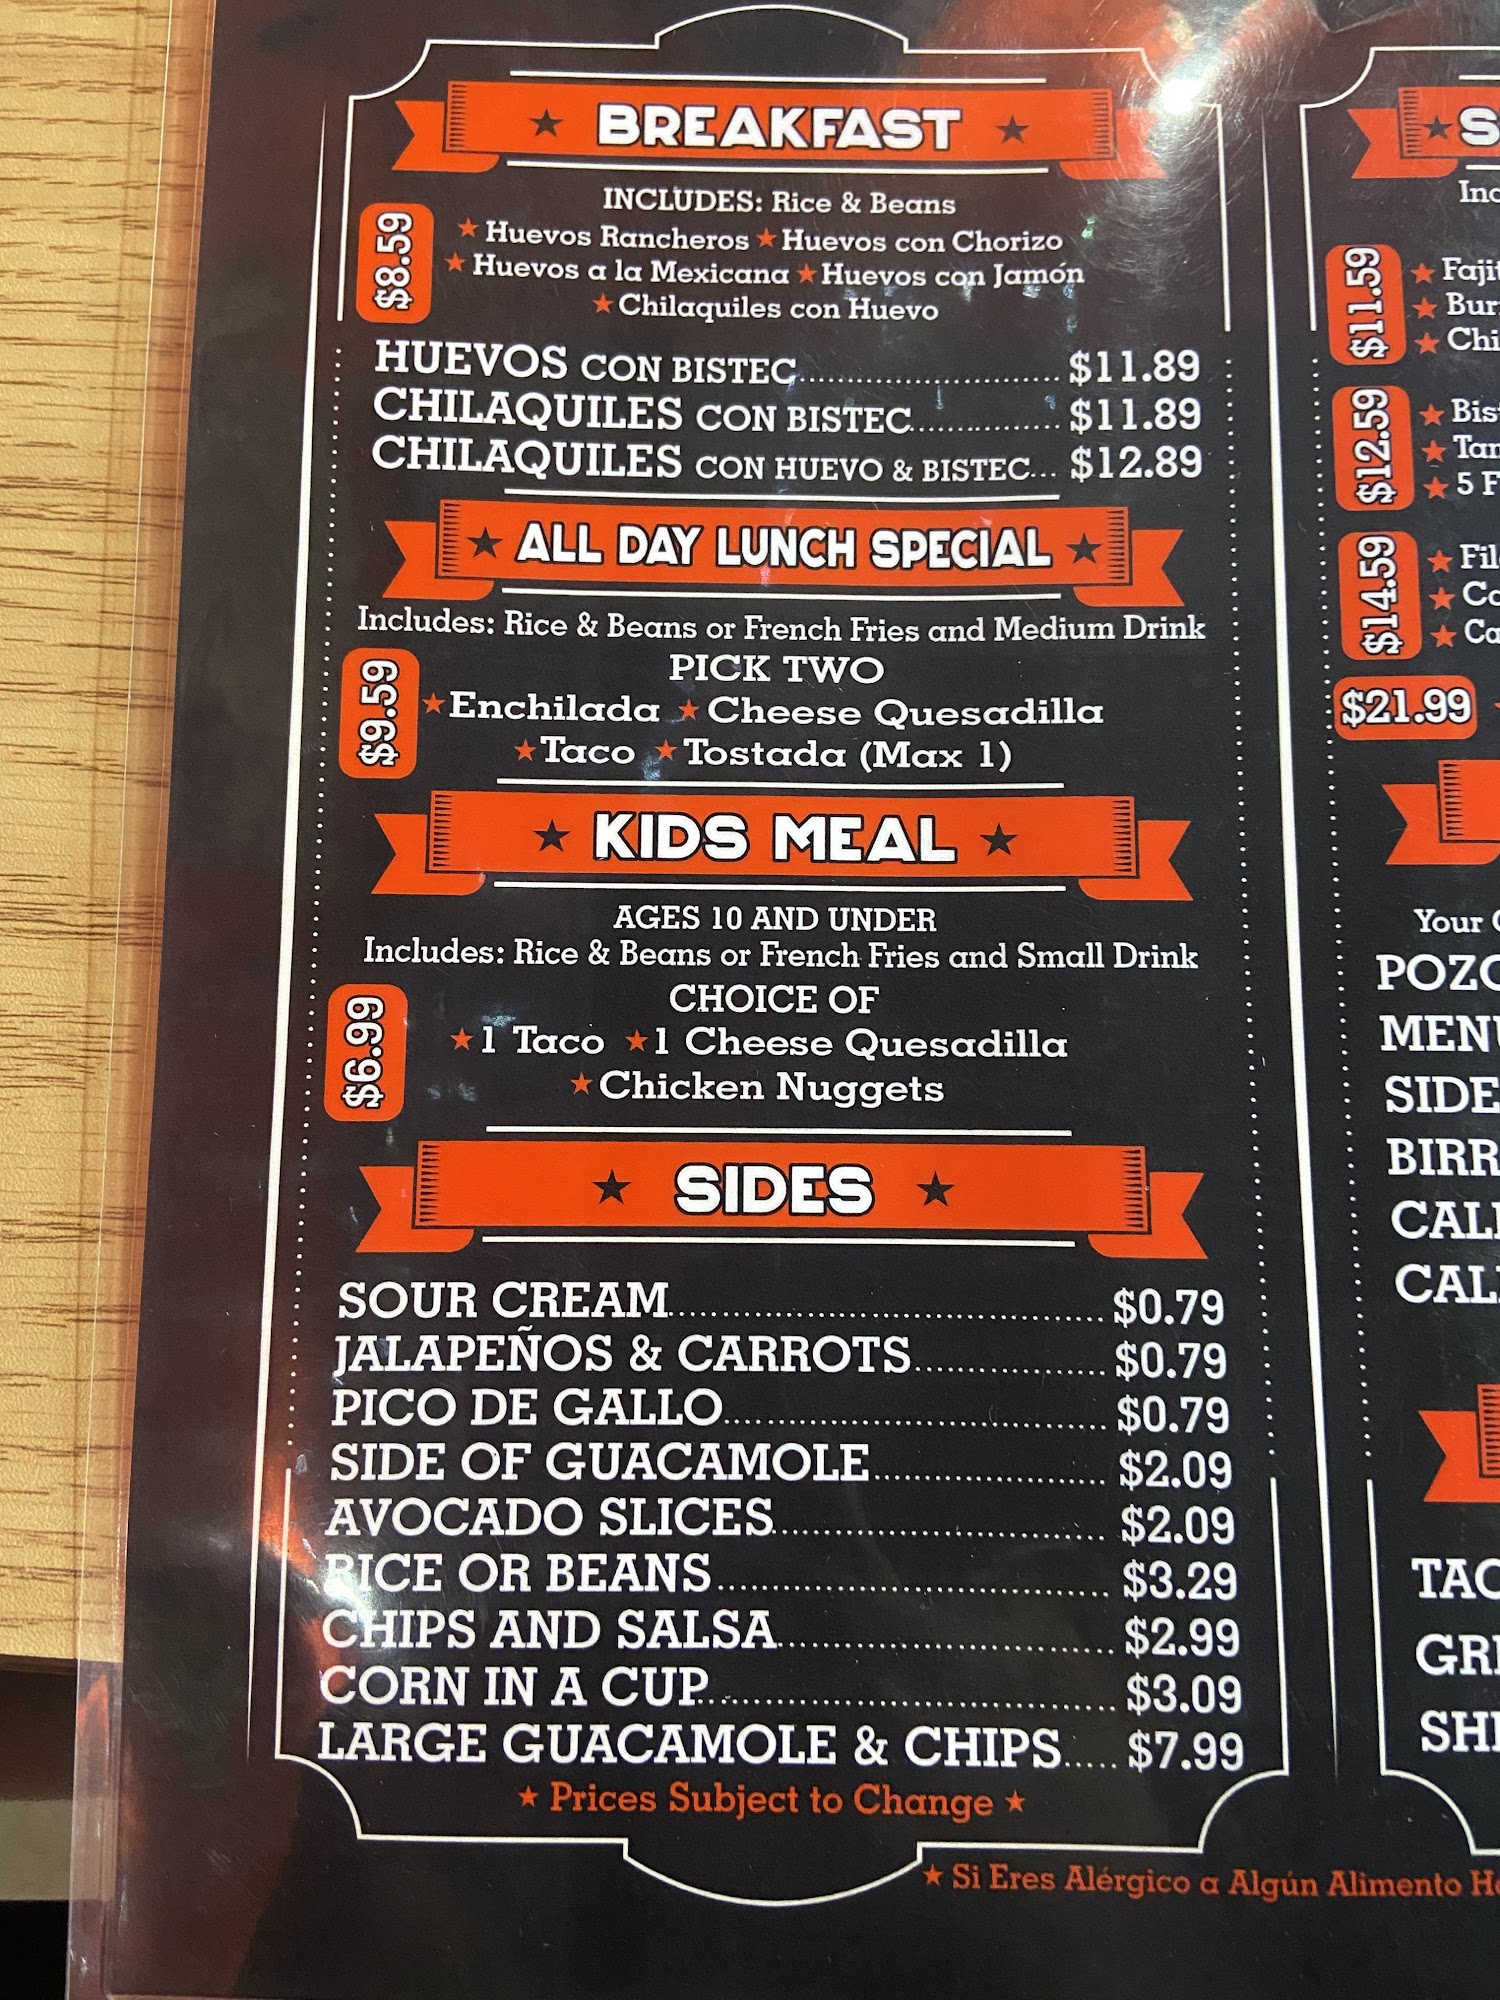 BREAKFAST
INCLUDES: Rice & Beans
$8.59
★ Huevos Rancheros ★ Huevos con Chorizo
★ Huevos a la Mexicana ★ Huevos con Jamón
★ Chilaquiles con Huevo
HUEVOS CON BISTEC............................ $11.89
CHILAQUILES CON BISTEC................ $11.89
CHILAQUILES CON HUEVO & BISTEC... $12.89
★ ALL DAY LUNCH SPECIAL ★
Includes: Rice & Beans or French Fries and Medium Drink
$9.59
PICK TWO
★ Enchilada ★ Cheese Quesadilla
★ Taco ★ Tostada (Max 1)
★ KIDS MEAL ★
AGES 10 AND UNDER
Includes: Rice & Beans or French Fries and Small Drink
$6.99
CHOICE OF
★ 1 Taco ★ 1 Cheese Quesadilla
★ Chicken Nuggets
★ SIDES ★
SOUR CREAM........................................ $0.79
JALAPEÑOS & CARROTS.................. $0.79
PICO DE GALLO................................... $0.79
SIDE OF GUACAMOLE..................... $2.09
AVOCADO SLICES.............................. $2.09
RICE OR BEANS................................... $3.29
CHIPS AND SALSA.............................. $2.99
CORN IN A CUP.................................... $3.09
LARGE GUACAMOLE & CHIPS..... $7.99
★ Prices Subject to Change ★
$11.59
$12.59
★ 5
$14.59
$21.99
Your
SIDE
★ Si Eres Alérgico a Algún Alimento